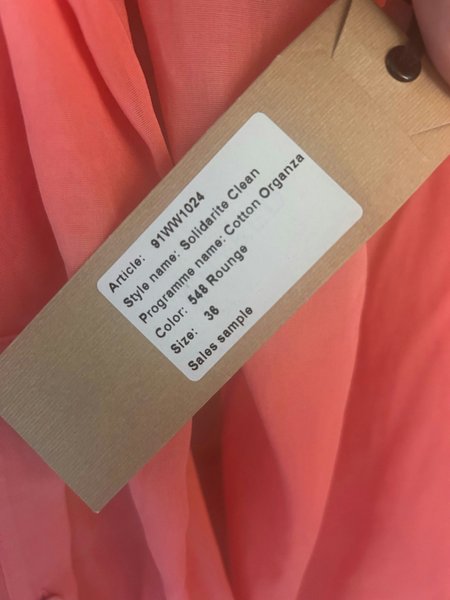 Article: 91WW1024
Style name: Solidarite Clean
Programme name: Cotton Organza
Color: 548 Rounge
Size: 36
Sales sample